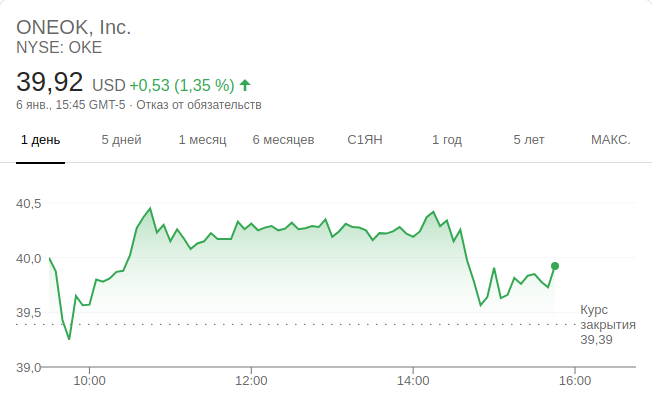 ONEOK, Inc.
NYSE: OKE
39,92 USD +0,53 (1,35 %)
6 янв., 15:45 GMT-5 · Отказ от обязательств
1 день 5 дней 1 месяц 6 месяцев С1ЯН 1 год 5 лет МАКС.
40,5
40,0
39,5
Курс
закрытия
39,39
39,0
10:00 12:00 14:00 16:00